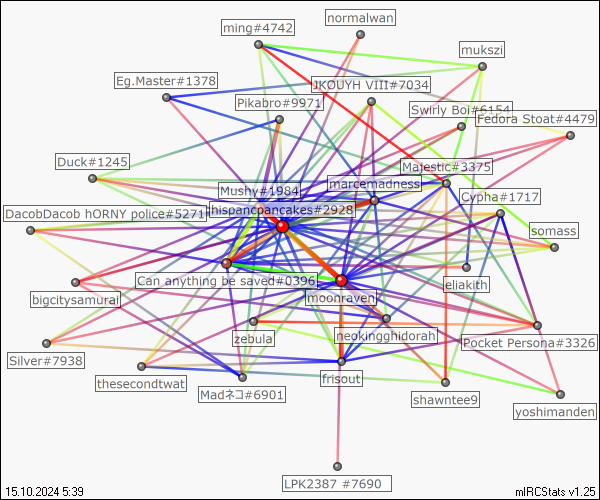 normalwan
ming#4742
mukszi
Eg.Master#1378
JKOUYH VIII#7034
Pikabro#9971
Swirly Boi#6154
Fedora Stoat#4479
Duck#1245
Majestic#3375
Mushy#1984
marcemadness
Cypha#1717
DacobDacob hORNY police#5271
hispancpancakes#2928
somass
Can anything be saved#0396
eliakith
bigcitysamurai
moonraven
zebula
neokingghidorah
Pocket Persona#3326
Silver#7938
thesecondtwat
frisout
Madネコ#6901
shawntee9
yoshimanden
LPK2387 #7690
15.10.2024 5:39
mIRCStats v1.25